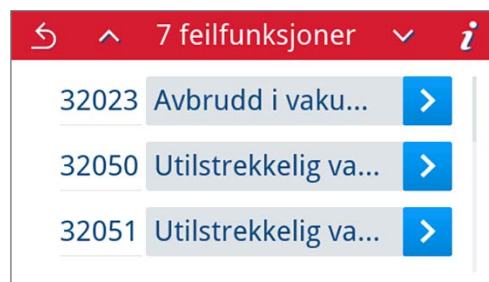 7 feilfunksjoner i
32023 Avbrudd i vaku...
32050 Utilstrekkelig va...
32051 Utilstrekkelig va...